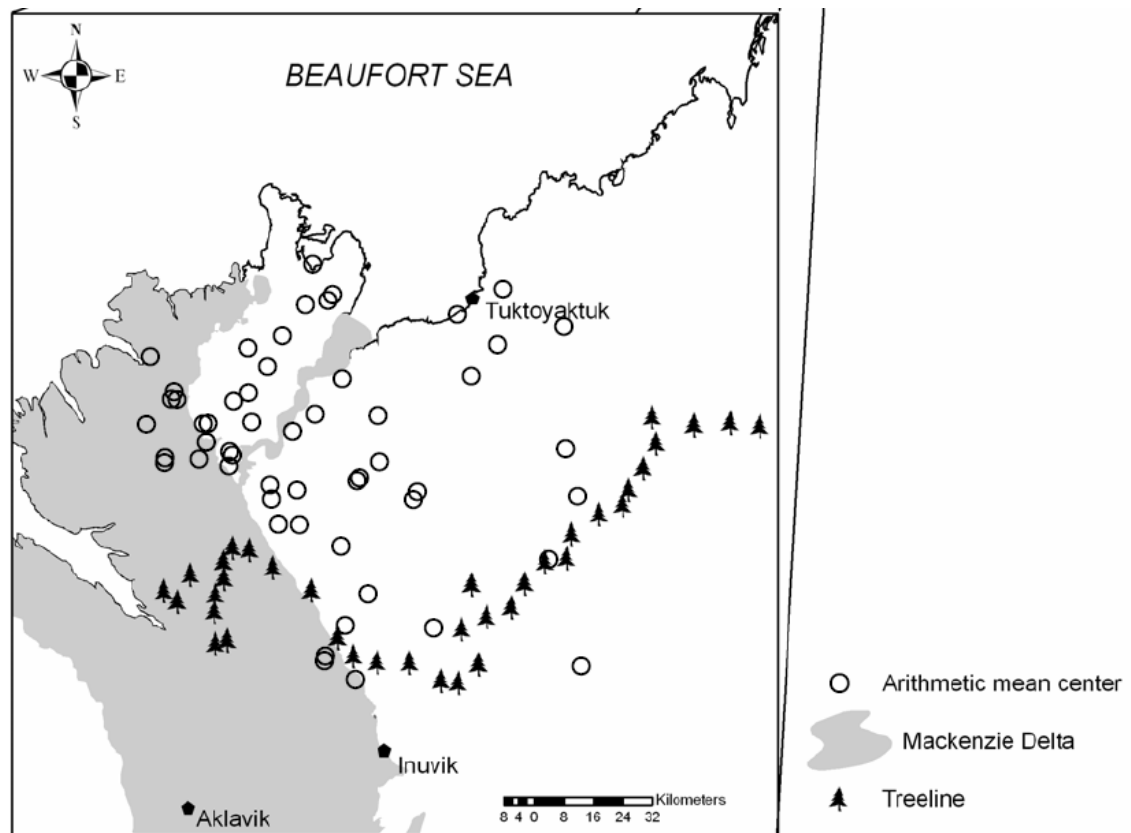 N
W E
S
BEAUFORT SEA
Tuktoyaktuk
Arithmetic mean center
Mackenzie Delta
Inuvik
Kilometers
8 4 0 8 16 24 32
Treeline
Aklavik